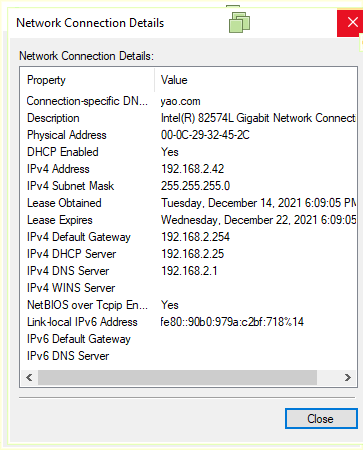 Network Connection Details
Network Connection Details:
Property Value
Connection-specific DN... yao.com
Description Intel(R) 82574L Gigabit Network Connect
Physical Address 00-0C-29-32-45-2C
DHCP Enabled Yes
IPv4 Address 192.168.2.42
IPv4 Subnet Mask 255.255.255.0
Lease Obtained Tuesday, December 14, 2021 6:09:05 PM
Lease Expires Wednesday, December 22, 2021 6:09:05
IPv4 Default Gateway 192.168.2.254
IPv4 DHCP Server 192.168.2.25
IPv4 DNS Server 192.168.2.1
IPv4 WINS Server
NetBIOS over Tcpip En... Yes
Link-local IPv6 Address fe80::90b0:979a:c2bf:718%14
IPv6 Default Gateway
IPv6 DNS Server
Close